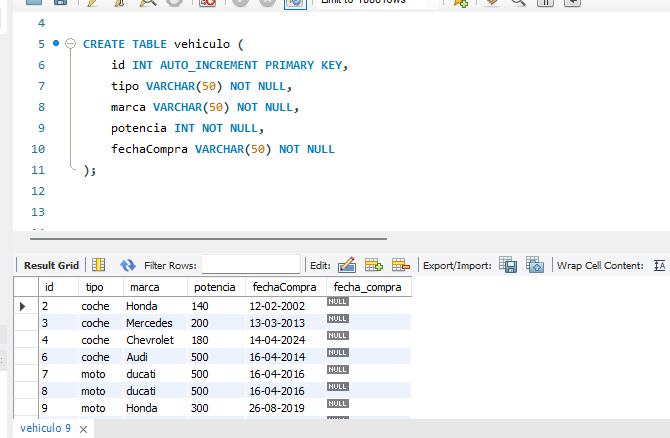 Limit to 1000 rows
4
5 CREATE TABLE vehiculo (
6 id INT AUTO_INCREMENT PRIMARY KEY,
7 tipo VARCHAR(50) NOT NULL,
8 marca VARCHAR(50) NOT NULL,
9 potencia INT NOT NULL,
10 fechaCompra VARCHAR(50) NOT NULL
11 );
12
13
Result Grid Filter Rows: Edit: Export/Import: Wrap Cell Content: IA
id tipo marca potencia fechaCompra fecha_compra
2 coche Honda 140 12-02-2002 NULL
3 coche Mercedes 200 13-03-2013 NULL
4 coche Chevrolet 180 14-04-2024 NULL
6 coche Audi 500 16-04-2014 NULL
7 moto ducati 500 16-04-2016 NULL
8 moto ducati 500 16-04-2016 NULL
9 moto Honda 300 26-08-2019 NULL
vehiculo 9